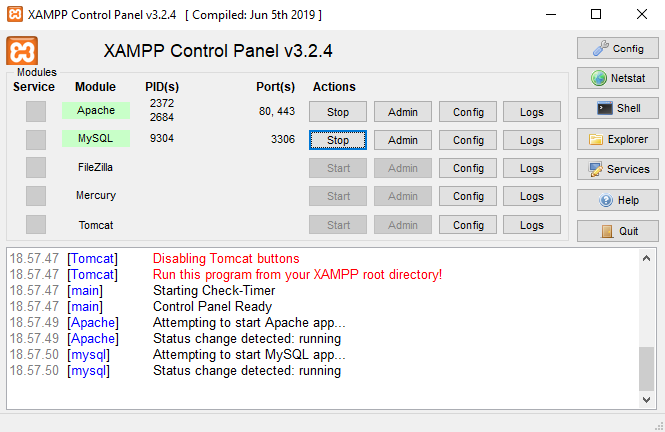 XAMPP Control Panel v3.2.4 [ Compiled: Jun 5th 2019 ]
XAMPP Control Panel v3.2.4
Config
Modules
Service Module PID(s) Port(s) Actions
Netstat
Apache 2372 2684 80, 443 Stop Admin Config Logs
Shell
MySQL 9304 3306 Stop Admin Config Logs
Explorer
FileZilla Start Admin Config Logs
Services
Mercury Start Admin Config Logs
Help
Tomcat Start Admin Config Logs
Quit
18.57.47 [Tomcat] Disabling Tomcat buttons
18.57.47 [Tomcat] Run this program from your XAMPP root directory!
18.57.47 [main] Starting Check-Timer
18.57.47 [main] Control Panel Ready
18.57.49 [Apache] Attempting to start Apache app...
18.57.49 [Apache] Status change detected: running
18.57.50 [mysql] Attempting to start MySQL app...
18.57.50 [mysql] Status change detected: running